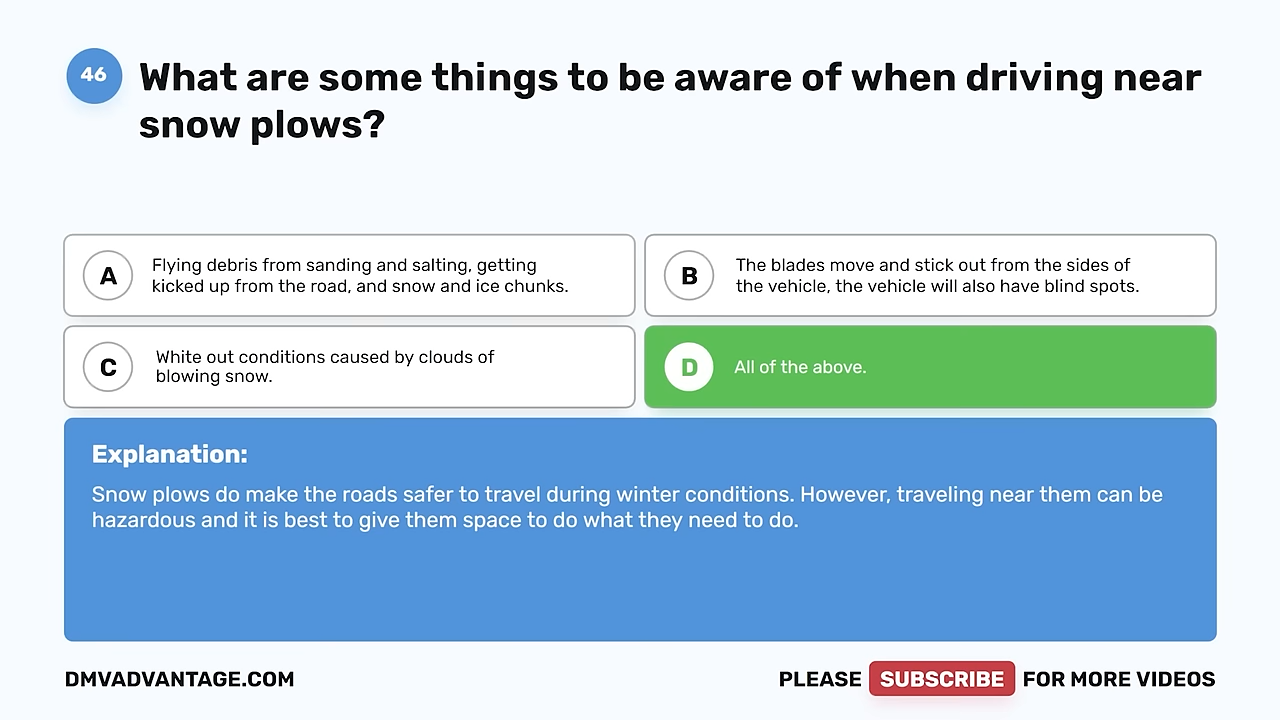 46
What are some things to be aware of when driving near
snow plows?
A
Flying debris from sanding and salting, getting
kicked up from the road, and snow and ice chunks.
B
The blades move and stick out from the sides of
the vehicle, the vehicle will also have blind spots.
C
White out conditions caused by clouds of
blowing snow.
D
All of the above.
Explanation:
Snow plows do make the roads safer to travel during winter conditions. However, traveling near them can be
hazardous and it is best to give them space to do what they need to do.
DMVADVANTAGE.COM
PLEASE SUBSCRIBE FOR MORE VIDEOS